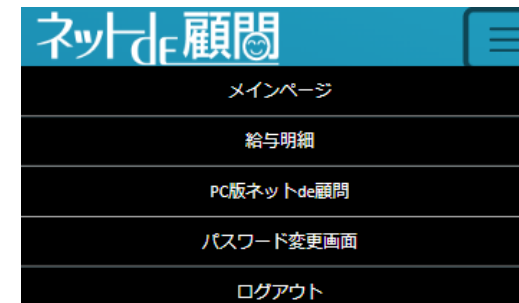 ネットdE顧問
メインページ
給与明細
PC版ネットde顧問
パスワード変更画面
ログアウト